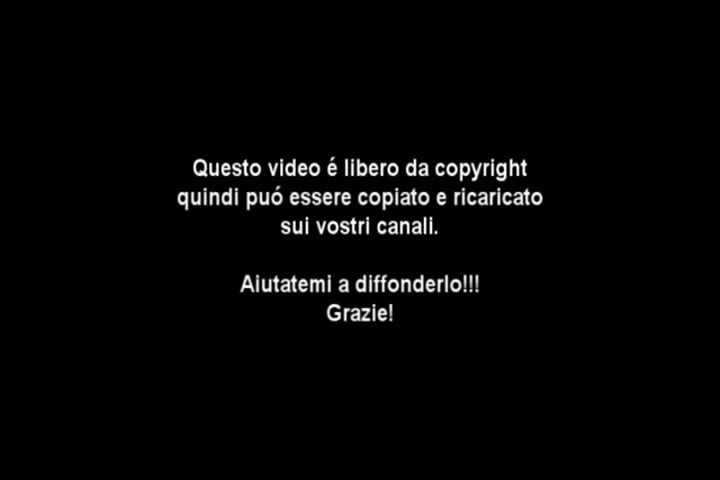 Questo video é libero da copyright
quindi puó essere copiato e ricaricato
sui vostri canali.
Aiutatemi a diffonderlo!!!
Grazie!